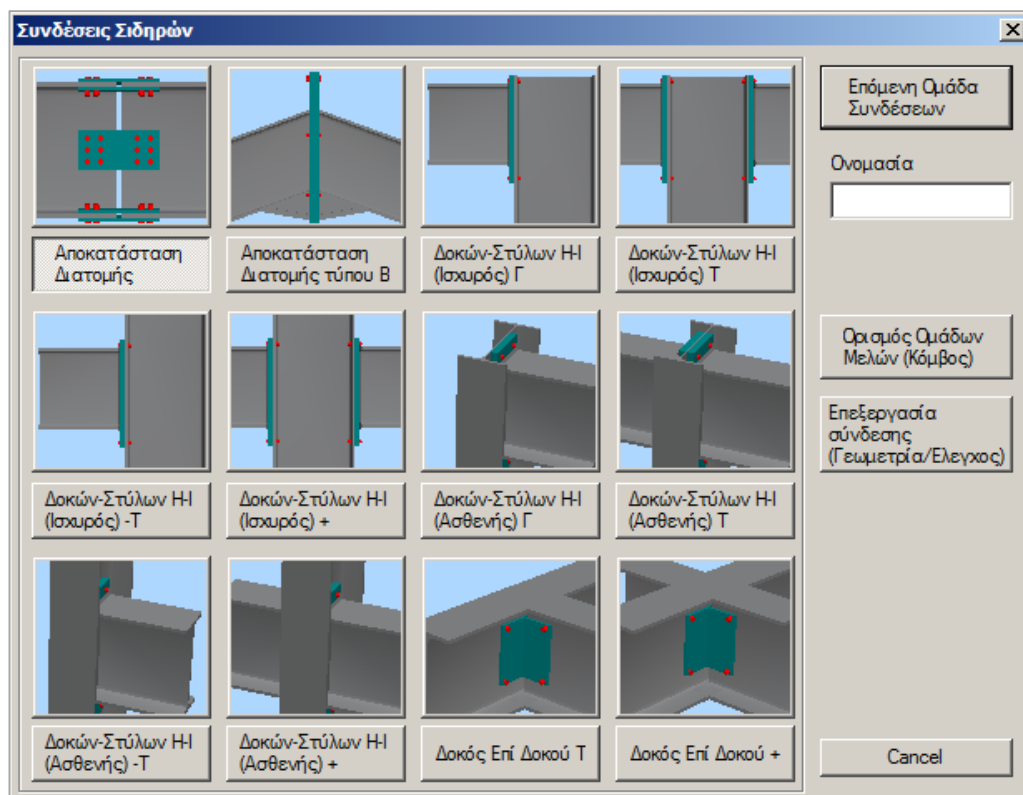 Συνδέσεις Σιδηρών
Αποκατάσταση
Διατομής
Αποκατάσταση
Διατομής τύπου Β
Δοκών-Στύλων Η-Ι
(Ισχυρός) Γ
Δοκών-Στύλων Η-Ι
(Ισχυρός) Τ
Δοκών-Στύλων Η-Ι
(Ισχυρός) -Τ
Δοκών-Στύλων Η-Ι
(Ισχυρός) +
Δοκών-Στύλων Η-Ι
(Ασθενής) Γ
Δοκών-Στύλων Η-Ι
(Ασθενής) Τ
Δοκών-Στύλων Η-Ι
(Ασθενής) -Τ
Δοκών-Στύλων Η-Ι
(Ασθενής) +
Δοκός Επί Δοκού Τ
Δοκός Επί Δοκού +
Επόμενη Ομάδα
Συνδέσεων
Ονομασία
Ορισμός Ομάδων
Μελών (Κόμβος)
Επεξεργασία
σύνδεσης
(Γεωμετρία/Έλεγχος)
Cancel